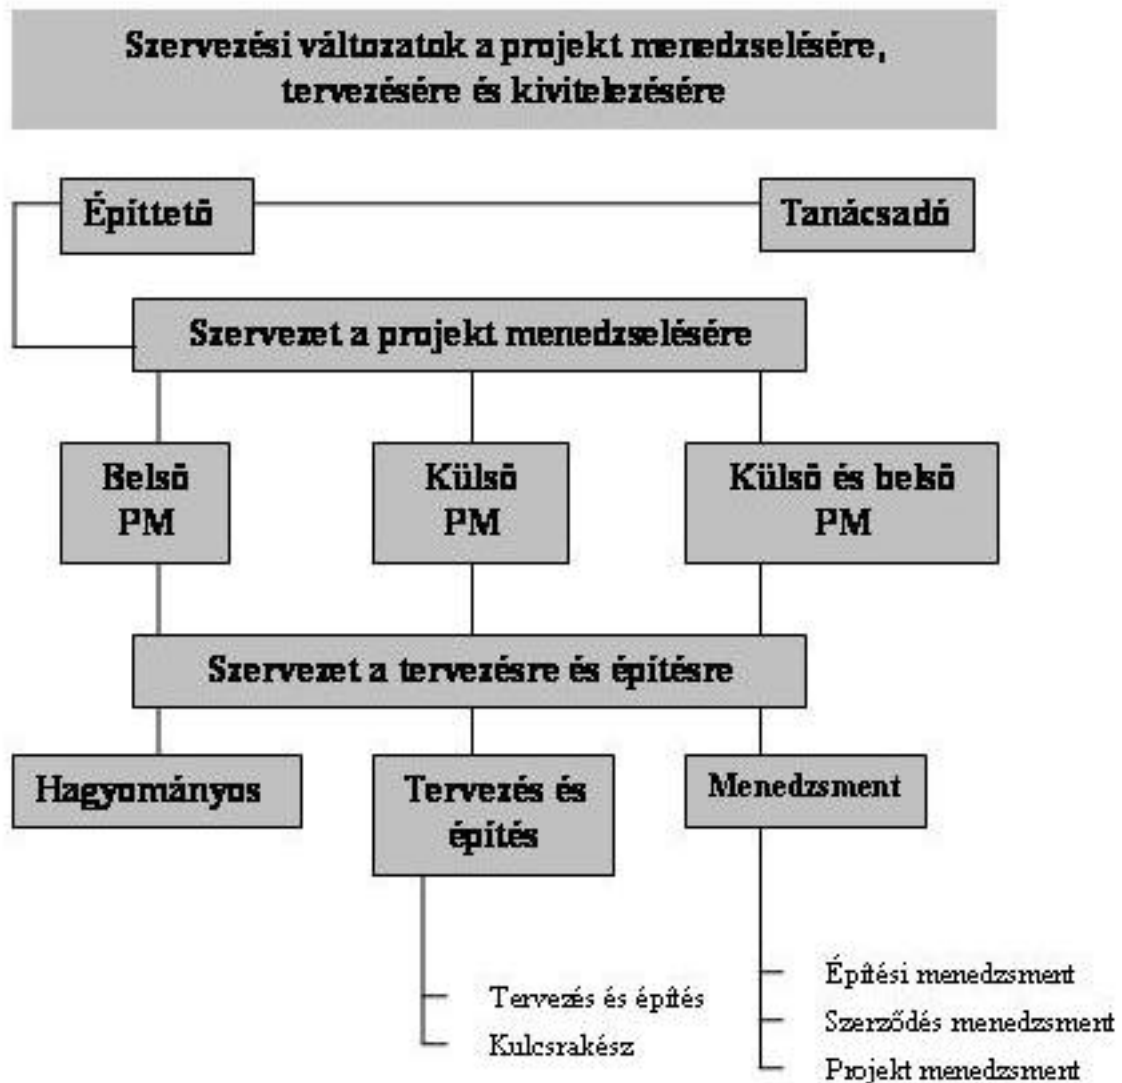 Szervezési változatok a projekt menedzselésére,
tervezésére és kivitelezésére
Építtető
Tanácsadó
Szervezet a projekt menedzselésére
Belső
PM
Külső
PM
Külső és belső
PM
Szervezet a tervezésre és építésre
Hagyományos
Tervezés és
építés
Menedzsment
Tervezés és építés
Kulcsrakész
Építési menedzsment
Szerződés menedzsment
Projekt menedzsment